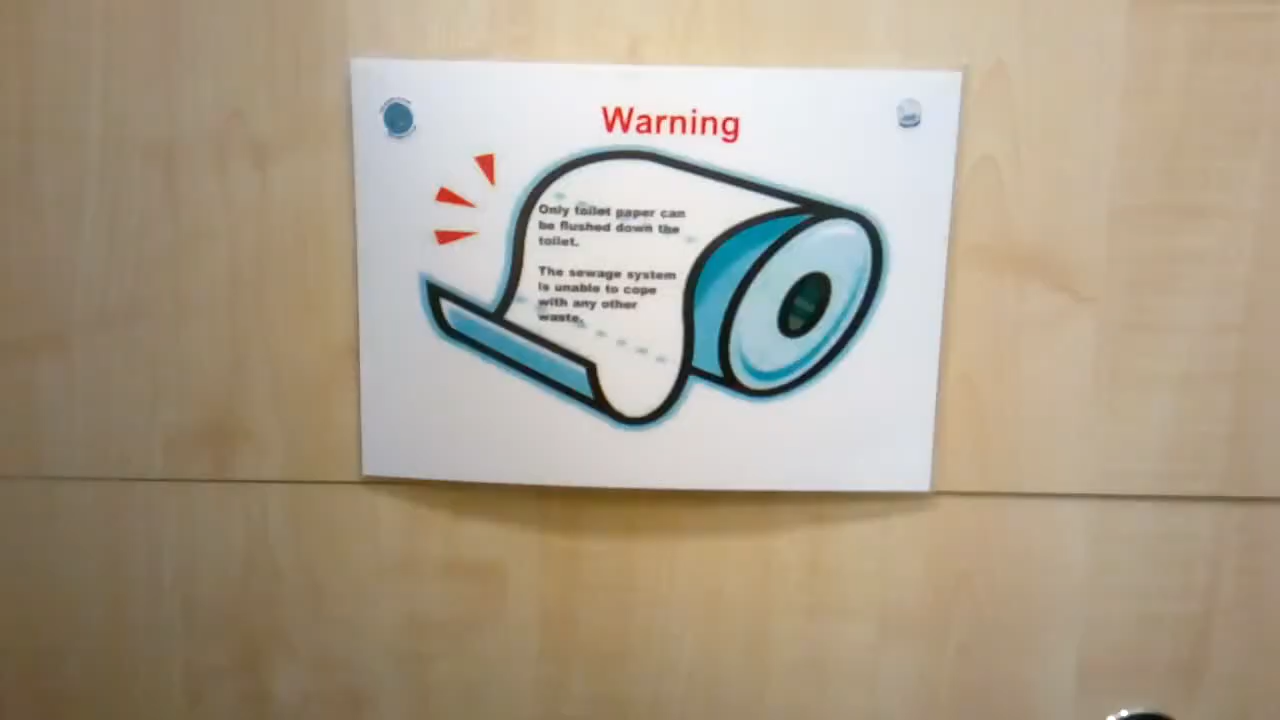 Warning
Only toilet paper can
be flushed down the
toilet.
The sewage system
is unable to cope
with any other
waste.